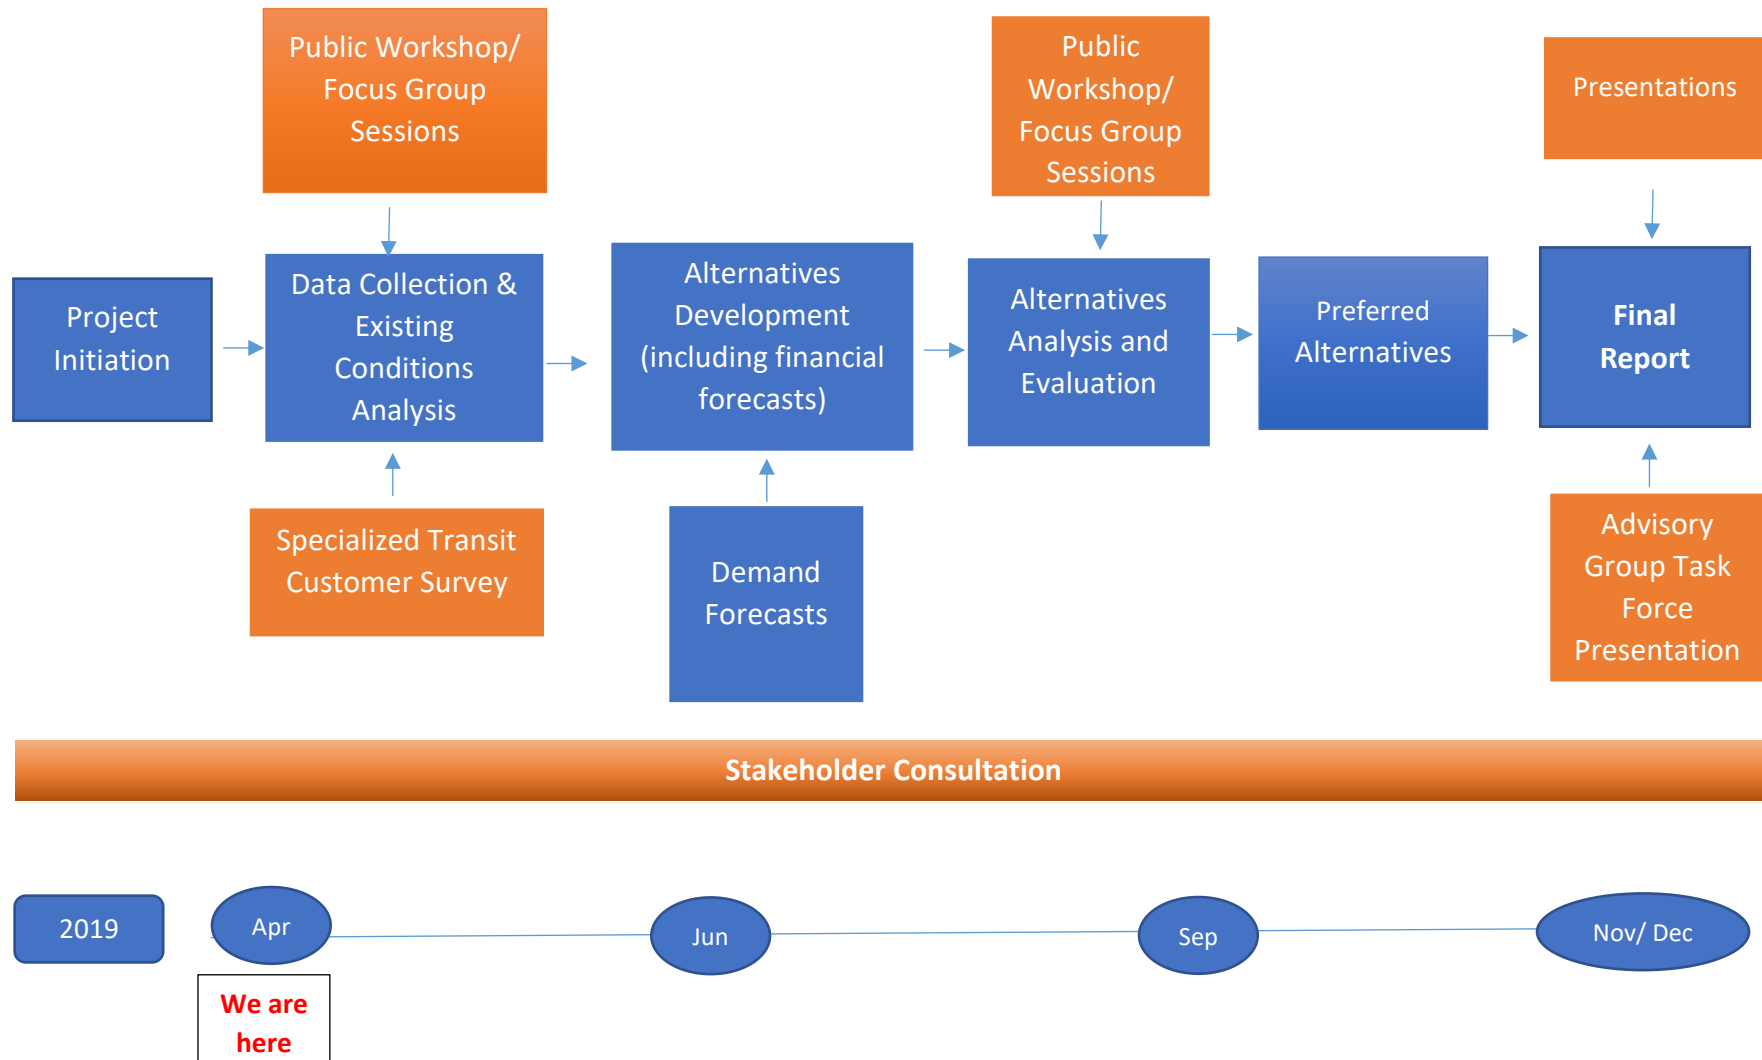 Public Workshop/
Focus Group
Sessions
Public
Workshop/
Focus Group
Sessions
Presentations
Project
Initiation
Data Collection &
Existing
Conditions
Analysis
Alternatives
Development
(including financial
forecasts)
Alternatives
Analysis and
Evaluation
Preferred
Alternatives
Final
Report
Specialized Transit
Customer Survey
Demand
Forecasts
Advisory
Group Task
Force
Presentation
Stakeholder Consultation
2019
Apr
Jun
Sep
Nov/ Dec
We are
here